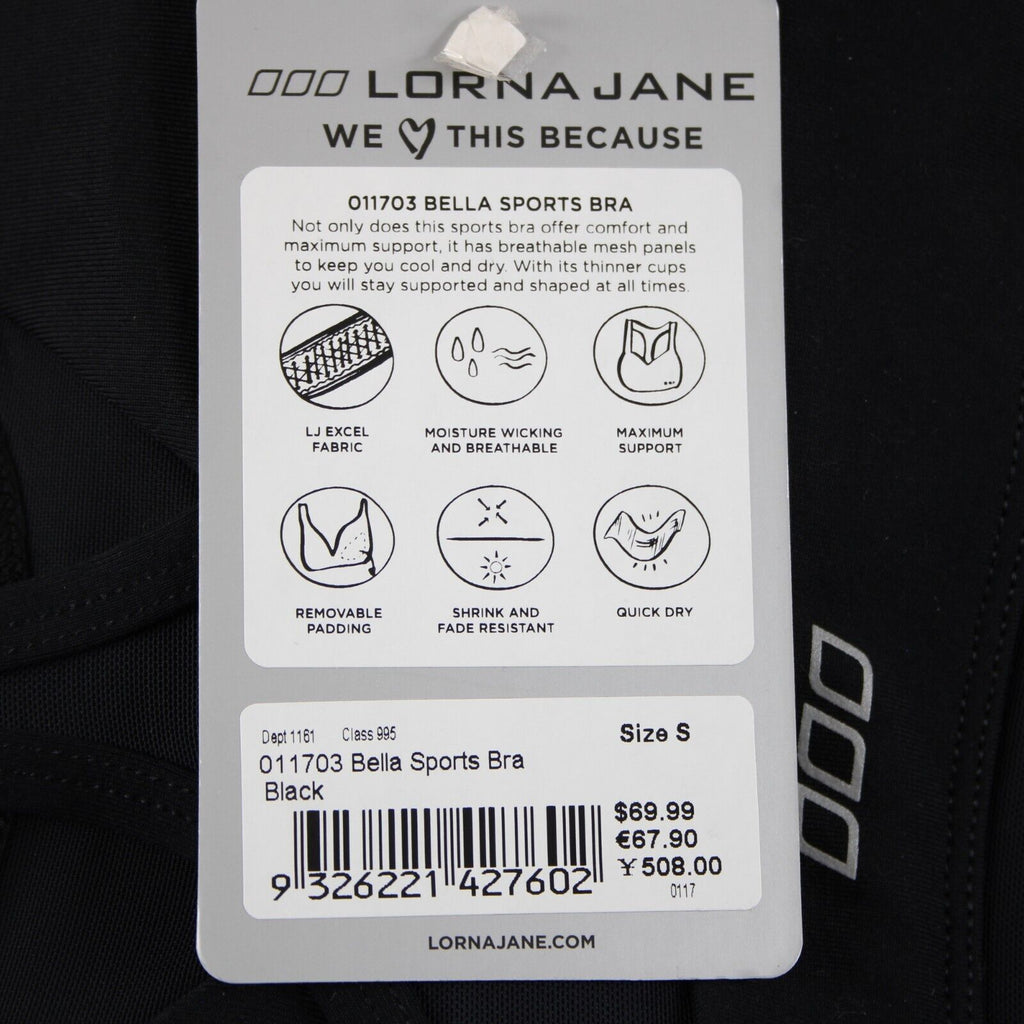 LORNA JANE
WE THIS BECAUSE
011703 BELLA SPORTS BRA
Not only does this sports bra offer comfort and
maximum support, it has breathable mesh panels
to keep you cool and dry. With its thinner cups
you will stay supported and shaped at all times.
LJ EXCEL
FABRIC
MOISTURE WICKING
AND BREATHABLE
MAXIMUM
SUPPORT
REMOVABLE
PADDING
SHRINK AND
FADE RESISTANT
QUICK DRY
Dept 1161 Class 995
Size S
011703 Bella Sports Bra
Black
$69.99
€67.90
¥508.00
0117
9 326221 427602
LORNAJANE.COM